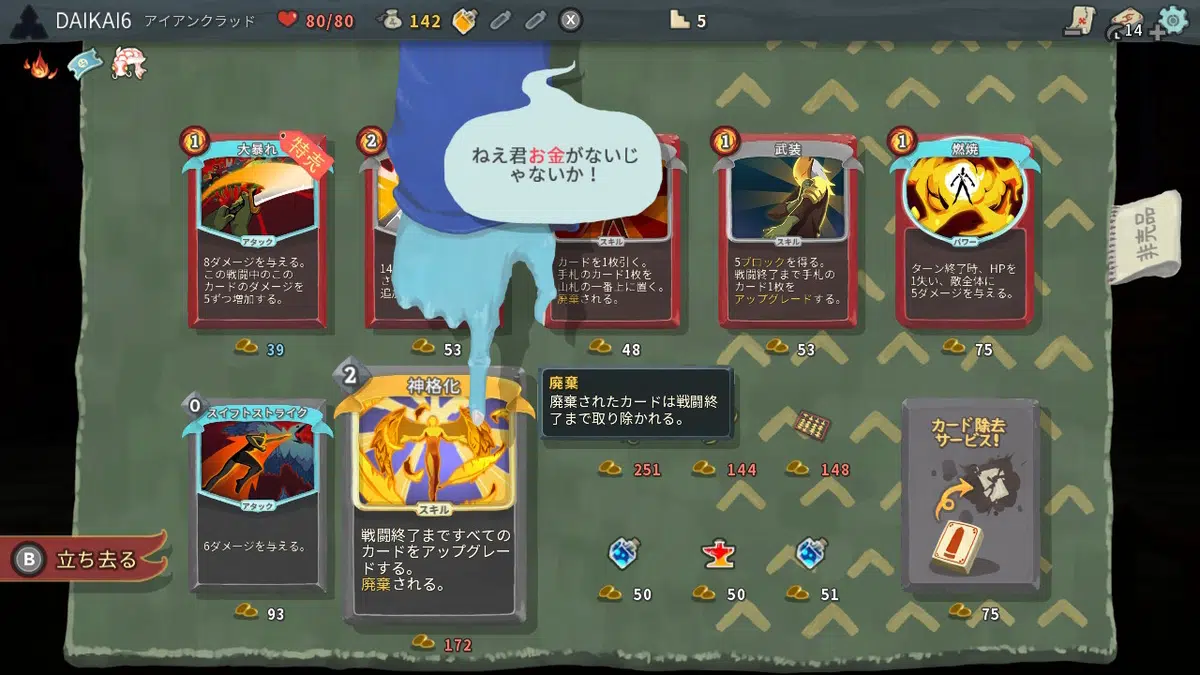 DAIKAI6 アイアンクラッド 80/80 142 X 5 14
ねえ君お金がないじ
ゃないか！
1 大暴れ 特売
アタック
8ダメージを与える。
この戦闘中のこの
カードのダメージを
5ずつ増加する。
39
2
14
53
スキル
カードを1枚引く。
手札のカード1枚を
山札の一番上に置く。
廃棄される。
48
1 武装
スキル
5ブロックを得る。
戦闘終了まで手札の
カード1枚を
アップグレードする。
53
1 燃焼
パワー
ターン終了時、HPを
1失い、敵全体に
5ダメージを与える。
75
非売品
0 スイフトストライク
アタック
6ダメージを与える。
93
2 神格化
スキル
戦闘終了まですべての
カードをアップグレー
ドする。
廃棄される。
172
廃棄
廃棄されたカードは戦闘終
了まで取り除かれる。
251 144 148
50 50 51
カード除去
サービス!
75
B 立ち去る